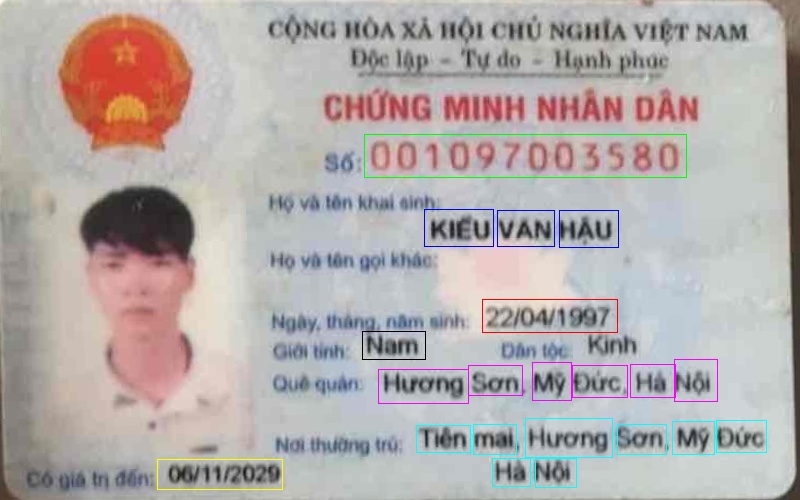 CỘNG HÒA XÃ HỘI CHỦ NGHĨA VIỆT NAM
Độc lập - Tự do - Hạnh phúc
CHỨNG MINH NHÂN DÂN
Số: 001097003580
Họ và tên khai sinh:
KIỀU VĂN HẬU
Họ và tên gọi khác:
Ngày, tháng, năm sinh: 22/04/1997
Giới tính: Nam Dân tộc: Kinh
Quê quán: Hương Sơn, Mỹ Đức, Hà Nội
Nơi thường trú: Tiên mai, Hương Sơn, Mỹ Đức
Hà Nội
Có giá trị đến: 06/11/2029